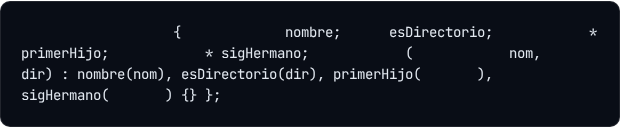 { nombre; esDirectorio; *
primerHijo; * sigHermano; ( nom,
dir) : nombre(nom), esDirectorio(dir), primerHijo( ),
sigHermano( ) {} };